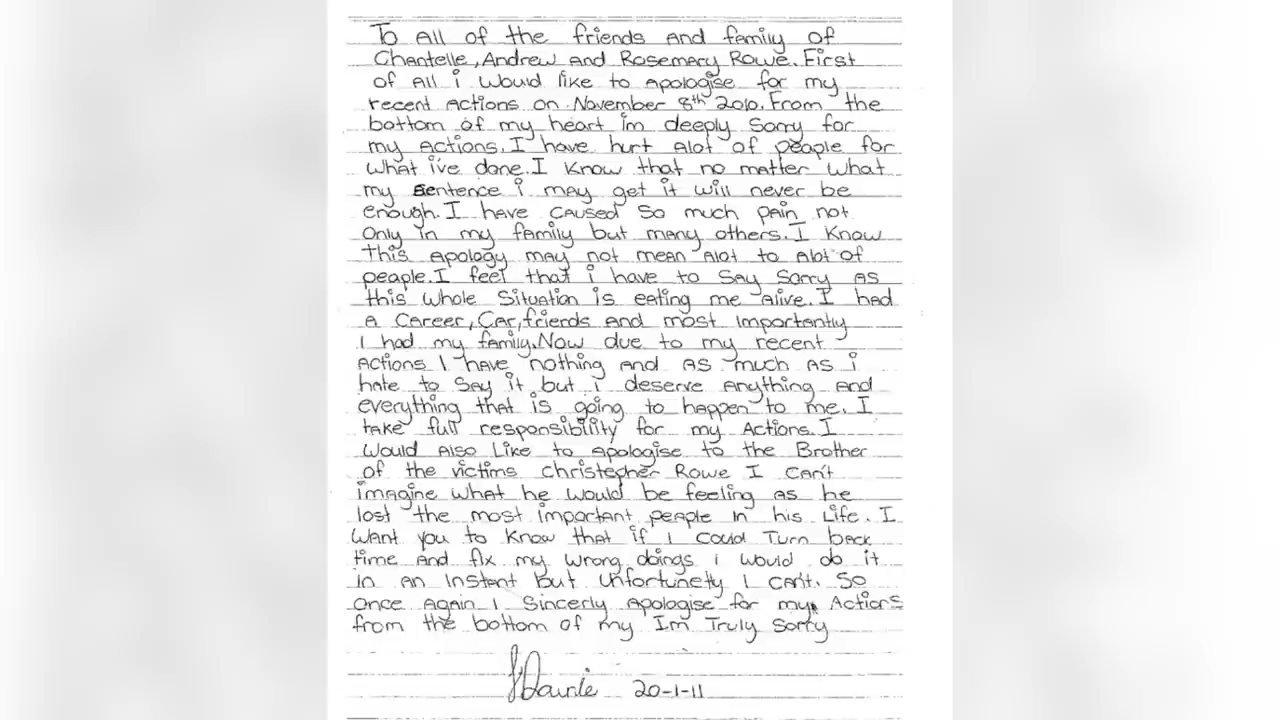 To All of the friends and family of
Chantelle, Andrew and Rosemary Rowe. First
of All i would like to apologise for my
recent Actions on November 8th 2010. From the
bottom of my heart im deeply sorry for
my Actions. I have hurt Alot of people for
what i've done. I know that no matter what
my sentence i may get it will never be
enough. I have caused so much pain not
only in my family but many others. I know
this apology may not mean Alot to Alot of
people. I feel that i have to say sorry as
this whole situation is eating me alive. I had
A career, car, friends and most importantly
I had my family. Now due to my recent
Actions I have nothing and as much as i
hate to say it but i deserve anything and
everything that is going to happen to me. I
take full responsibility for my Actions. I
would also like to apologise to the Brother
of the victims Christopher Rowe I can't
imagine what he would be feeling as he
lost the most important people in his life. I
want you to know that if I could Turn back
time and fix my wrong doings i would do it
in an instant but unfortunetly I can't. So
once again I sincerly apologise for my Actions
from the bottom of my Im Truly sorry
20-1-11